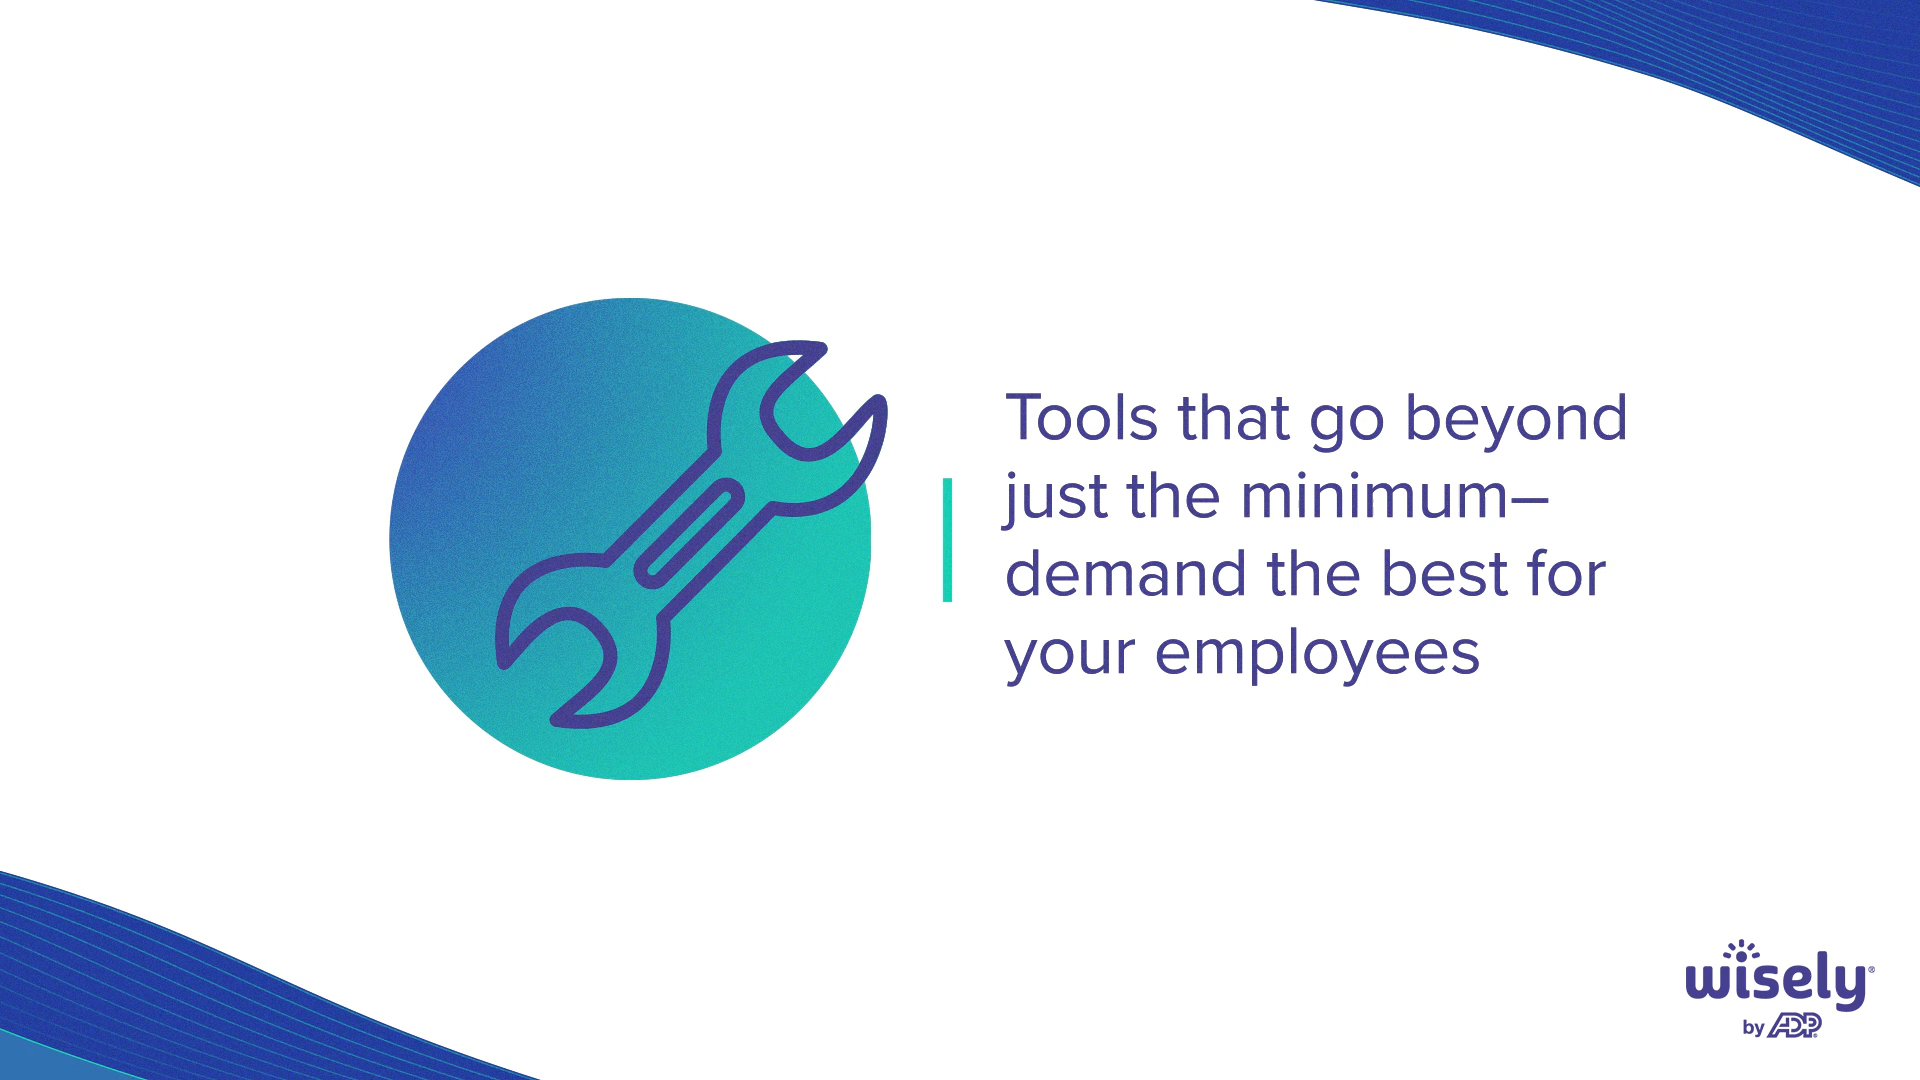 Tools that go beyond
just the minimum–
demand the best for
your employees
wisely®
by ADP®